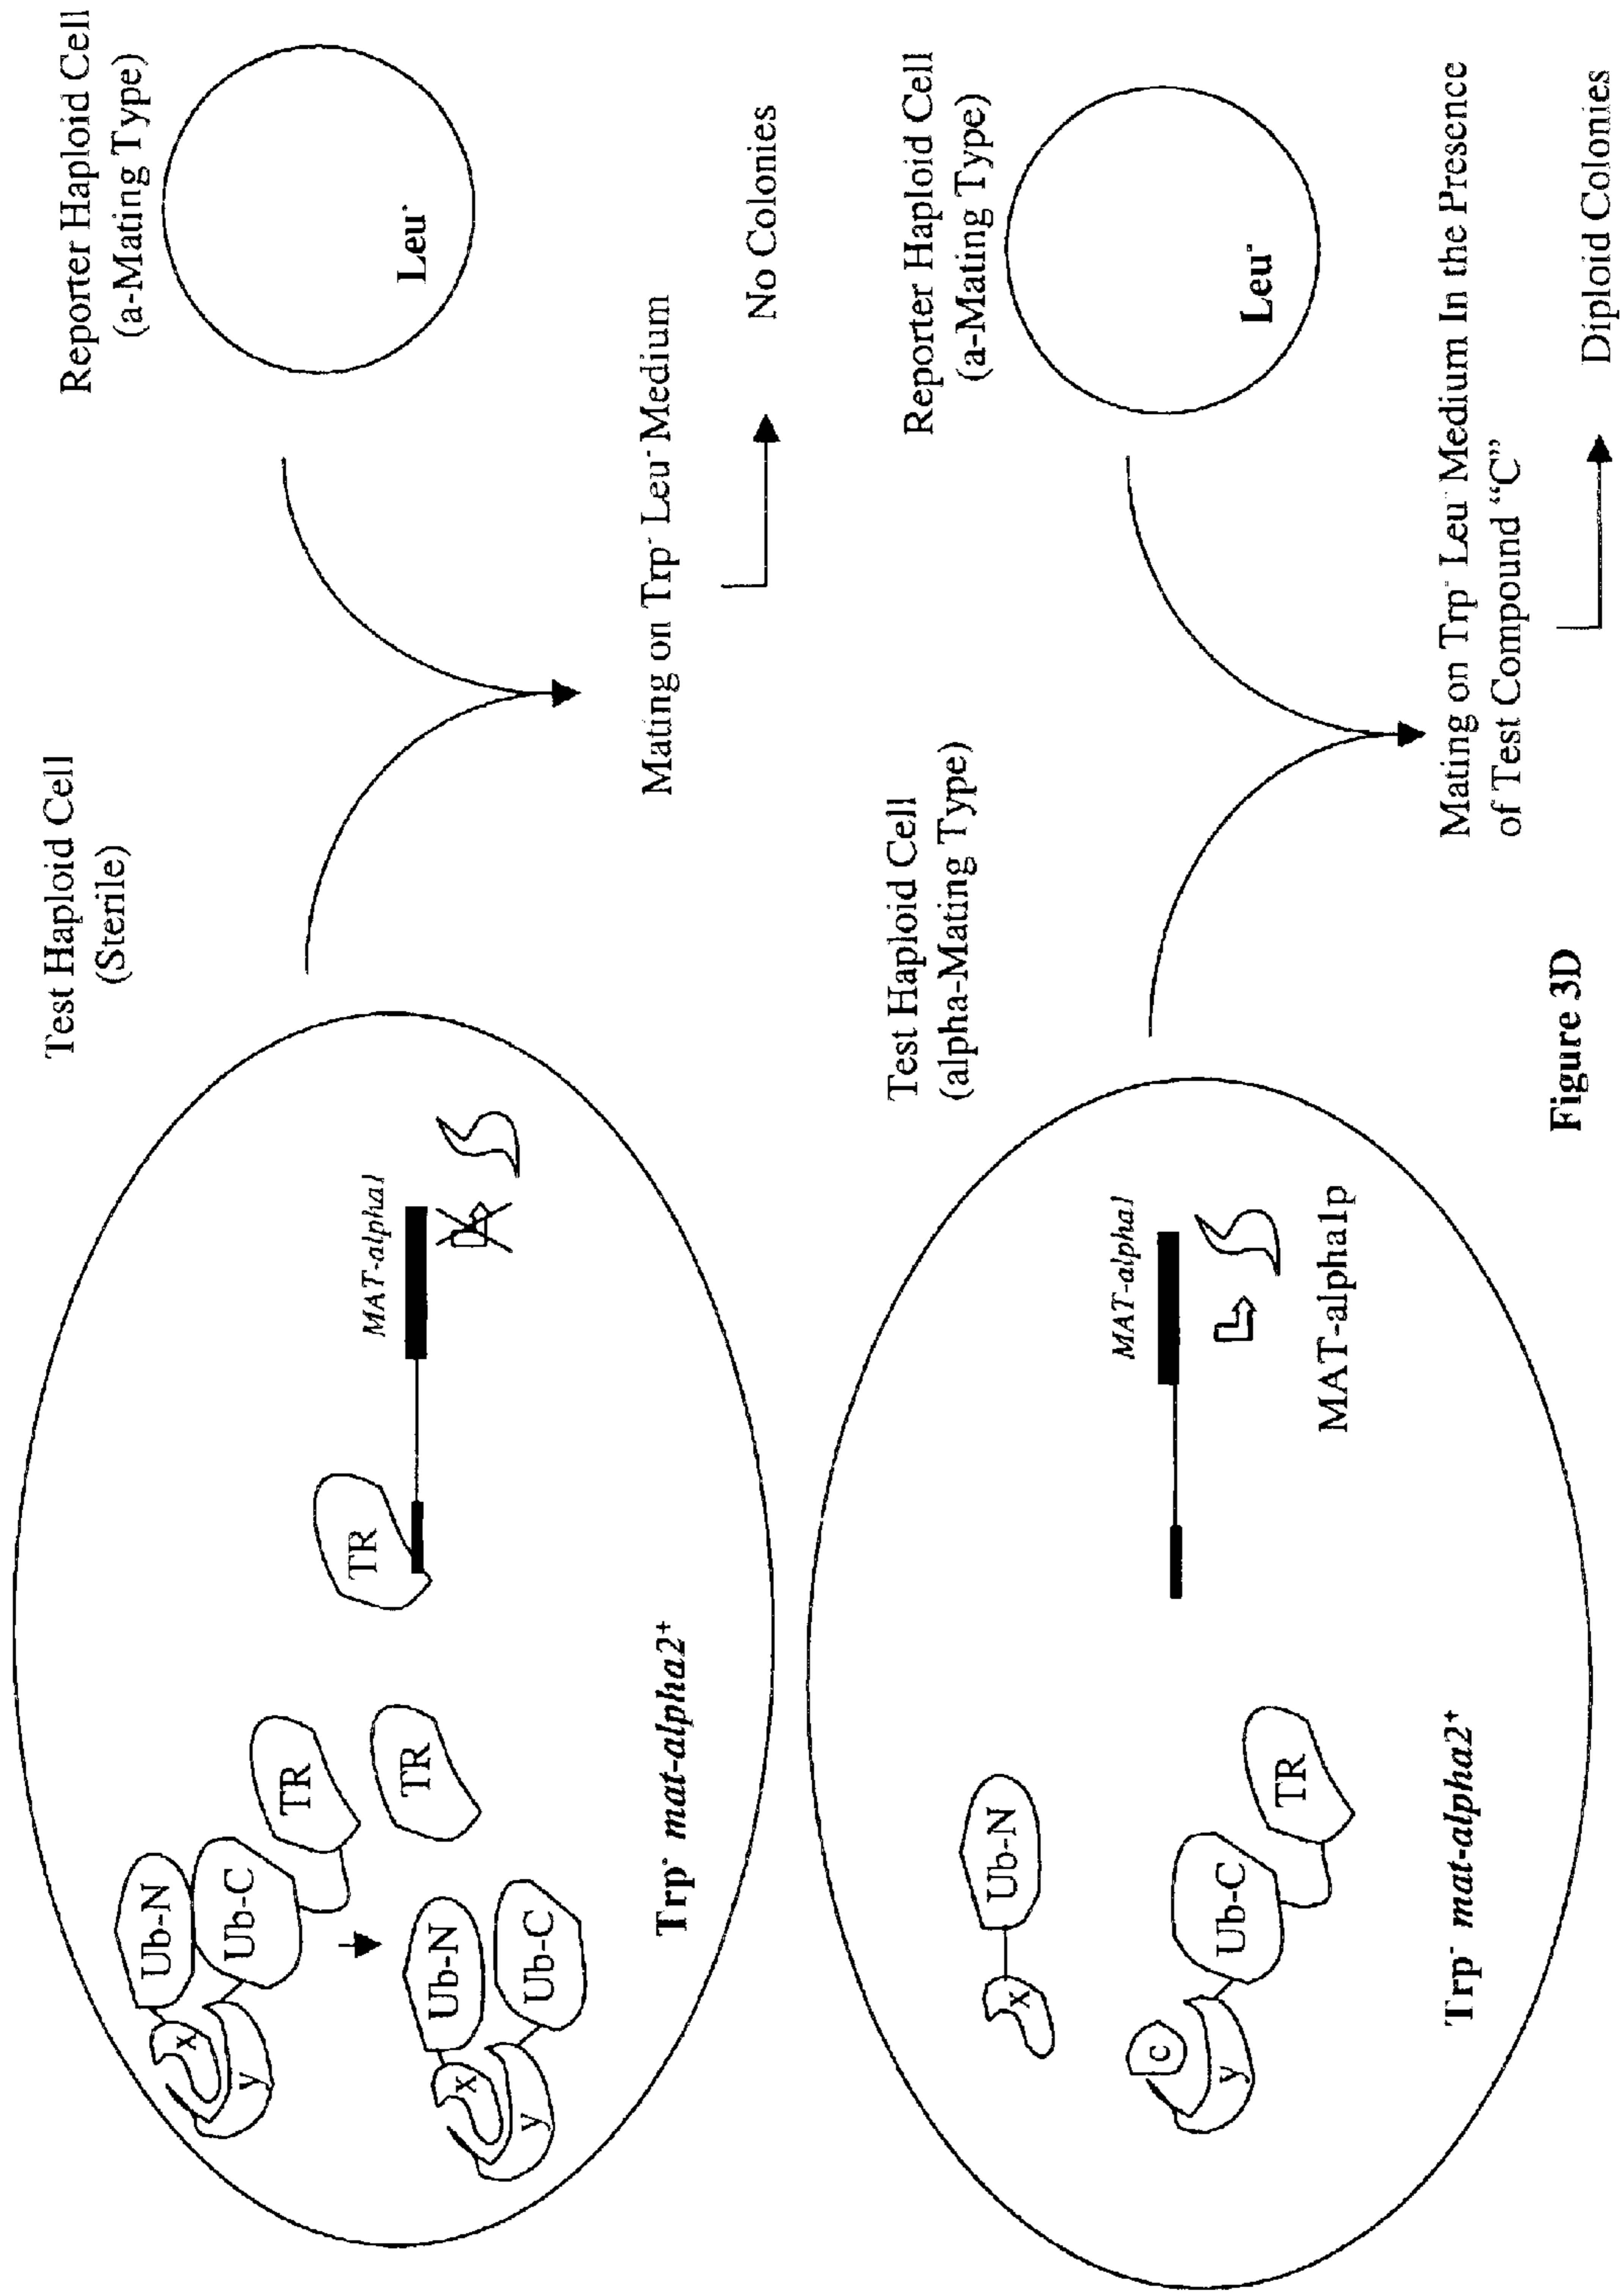 Test Haploid Cell
(Sterile)
Reporter Haploid Cell
(a-Mating Type)
Ub-N
Ub-C
x
y
TR
TR
TR
MAT-alpha1
Ub-N
Ub-C
x
y
Trp⁻ mat-alpha2⁺
Leu⁻
Mating on Trp⁻ Leu⁻ Medium
No Colonies
Test Haploid Cell
(alpha-Mating Type)
Reporter Haploid Cell
(a-Mating Type)
x
Ub-N
c
y
Ub-C
TR
MAT-alpha1
MAT-alpha1p
Trp⁻ mat-alpha2⁺
Leu⁻
Mating on Trp⁻ Leu⁻ Medium In the Presence
of Test Compound “C”
Diploid Colonies
Figure 3D